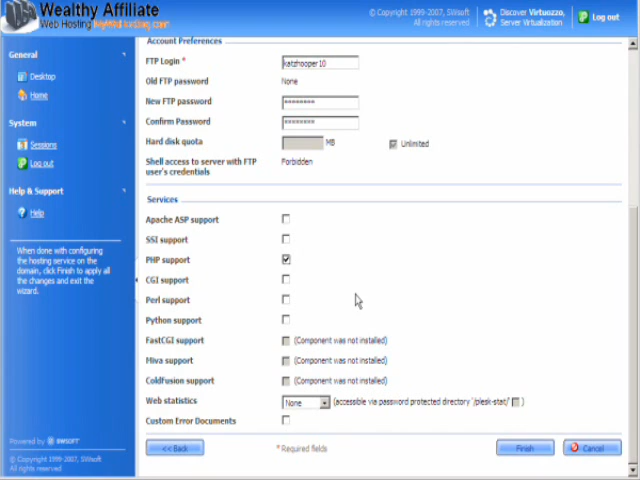 Wealthy Affiliate
Web Hosting
© Copyright 1999-2007, SWsoft
All rights reserved
Discover Virtuozzo,
Server Virtualization
Log out
General
Desktop
Home
System
Sessions
Log out
Help & Support
Help
When done with configuring
the hosting service on the
domain, click Finish to apply all
the changes and exit the
wizard.
Powered by SWSOFT
© Copyright 1999-2007, SWsoft
All rights reserved
Account Preferences
FTP Login * katzhooper10
Old FTP password None
New FTP password ********
Confirm Password ********
Hard disk quota MB Unlimited
Shell access to server with FTP Forbidden
user's credentials
Services
Apache ASP support
SSI support
PHP support
CGI support
Perl support
Python support
FastCGI support (Component was not installed)
Miva support (Component was not installed)
ColdFusion support (Component was not installed)
Web statistics None (accessible via password protected directory '/plesk-stat/' )
Custom Error Documents
<< Back * Required fields Finish Cancel